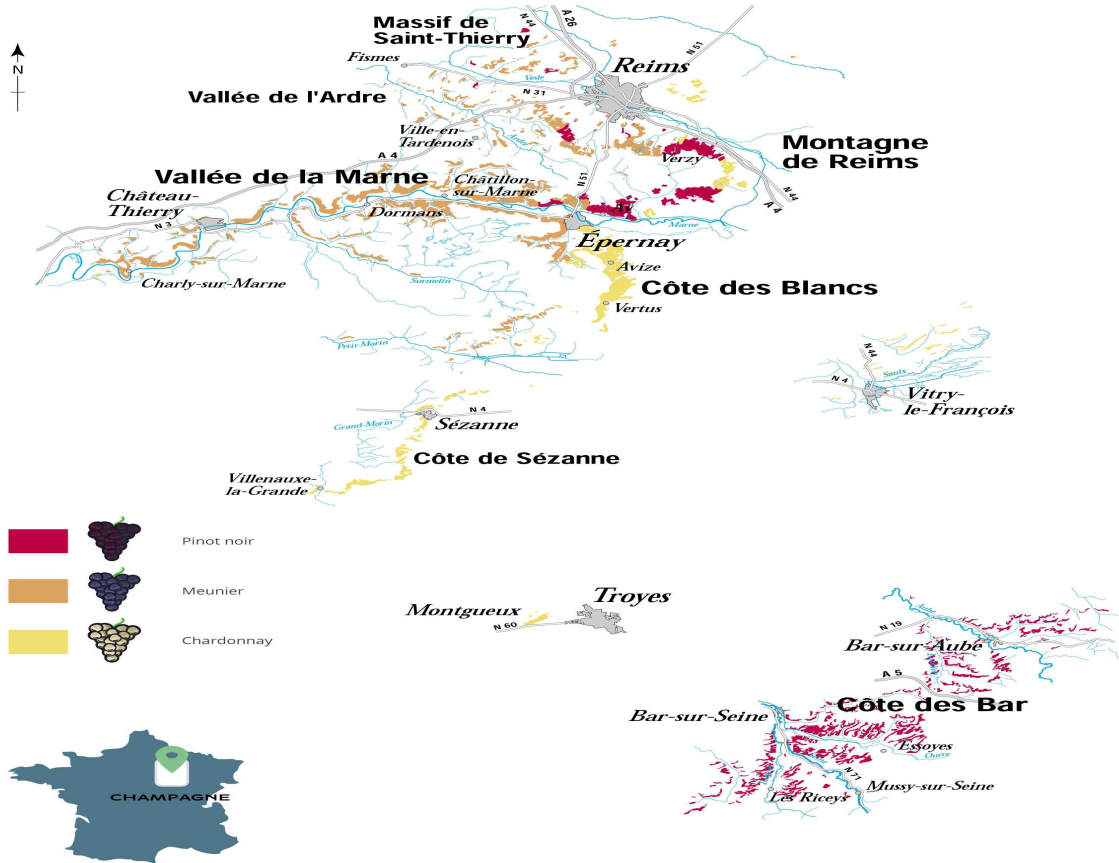 Massif de
Saint-Thierry
N 44
A 26
N 51
Fismes
Reims
Vesle
N 31
Vallée de l'Ardre
Ville-en-
Tardenois
Ardre
Montagne
de Reims
Verzy
A 4
N 44
A 4
Vallée de la Marne
Châtillon-
sur-Marne
N 51
Château-
Thierry
N 3
Dormans
Ay
Marne
Épernay
Avize
Charly-sur-Marne
Surmelin
Côte des Blancs
Vertus
Petit-Morin
N 44
Saulx
N 4
Vitry-
le-François
N 4
Grand-Morin
Sézanne
Côte de Sézanne
Villenauxe-
la-Grande
Pinot noir
Meunier
Chardonnay
Troyes
Montgueux
N 60
Aube
N 19
Bar-sur-Aube
A 5
Côte des Bar
Bar-sur-Seine
Essoyes
Ource
N 71
Mussy-sur-Seine
Les Riceys
CHAMPAGNE
N